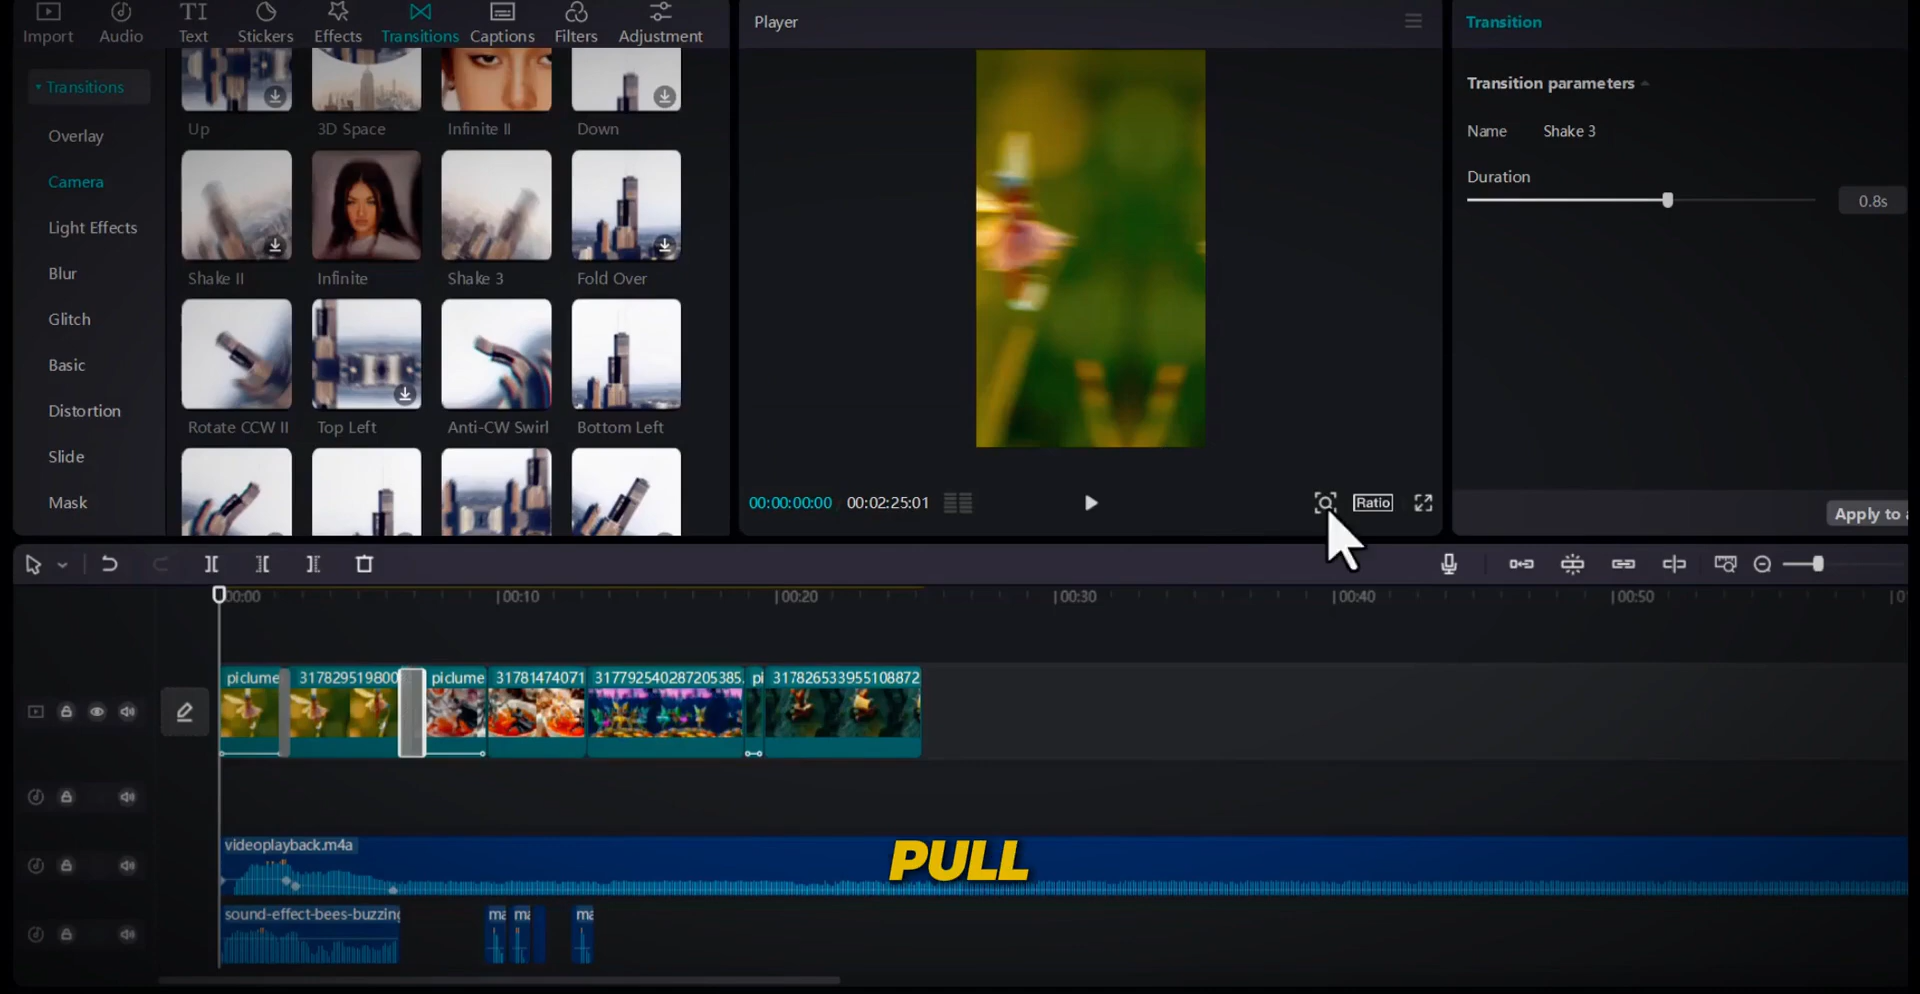 Import
Audio
Text
Stickers
Effects
Transitions
Captions
Filters
Adjustment
Transitions
Overlay
Camera
Light Effects
Blur
Glitch
Basic
Distortion
Slide
Mask
Up
3D Space
Infinite II
Down
Shake II
Infinite
Shake 3
Fold Over
Rotate CCW II
Top Left
Anti-CW Swirl
Bottom Left
Player
00:00:00:00
00:02:25:01
Ratio
Transition
Transition parameters
Name Shake 3
Duration
0.8s
Apply to a
00:00
00:10
00:20
00:30
00:40
00:50
piclume
317829519800
piclume
31781474071
317792540287205385.
pi
317826533955108872
videoplayback.m4a
PULL
sound-effect-bees-buzzing
ma
ma
ma